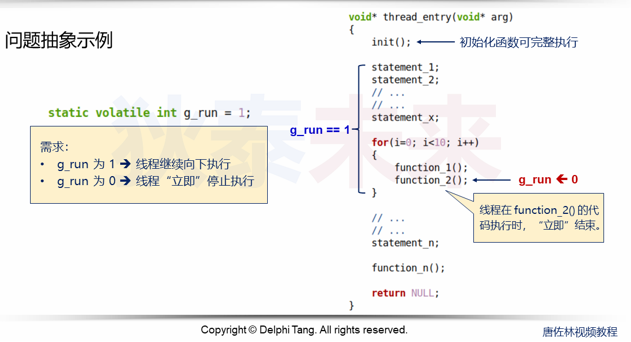 问题抽象示例
static volatile int g_run = 1;
需求：
• g_run 为 1 ➔ 线程继续向下执行
• g_run 为 0 ➔ 线程 “立即” 停止执行
狄泰未来
void* thread_entry(void* arg)
{
init();
初始化函数可完整执行
statement_1;
statement_2;
// ...
// ...
statement_x;
g_run == 1
for(i=0; i<10; i++)
{
function_1();
function_2();
g_run ← 0
}
线程在 function_2() 的代
码执行时，“立即” 结束。
// ...
// ...
statement_n;
function_n();
return NULL;
}
Copyright © Delphi Tang. All rights reserved.
唐佐林视频教程